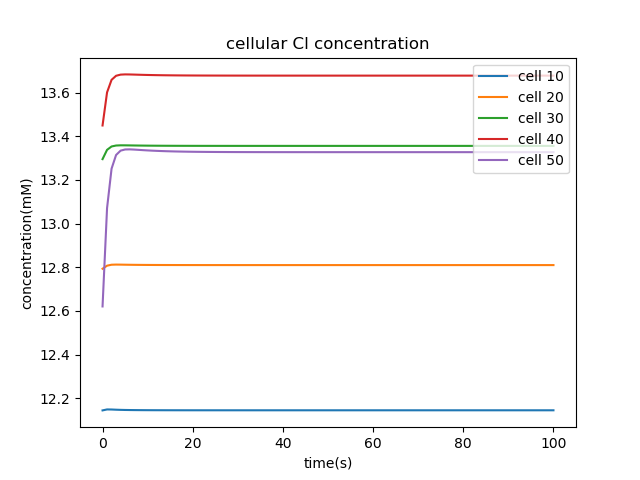 cellular Cl concentration
concentration(mM)
13.6
13.4
13.2
13.0
12.8
12.6
12.4
12.2
cell 10
cell 20
cell 30
cell 40
cell 50
0
20
40
60
80
100
time(s)